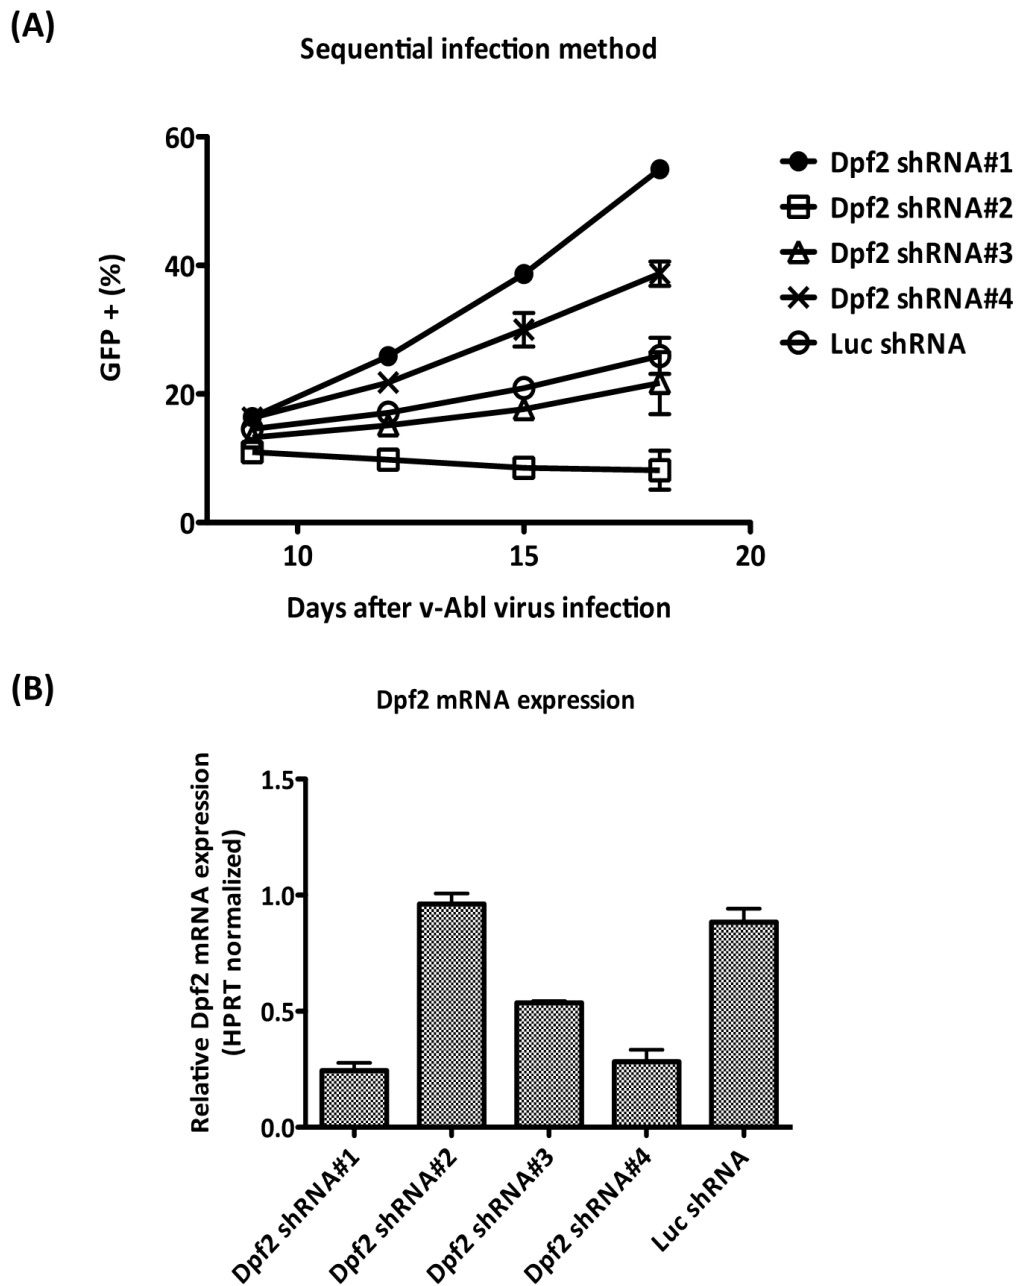 (A)
Sequential infection method
60
40
20
0
GFP + (%)
10 15 20
Days after v-Abl virus infection
Dpf2 shRNA#1
Dpf2 shRNA#2
Dpf2 shRNA#3
Dpf2 shRNA#4
Luc shRNA
(B)
Dpf2 mRNA expression
Relative Dpf2 mRNA expression
(HPRT normalized)
1.5
1.0
0.5
0.0
Dpf2 shRNA#1
Dpf2 shRNA#2
Dpf2 shRNA#3
Dpf2 shRNA#4
Luc shRNA